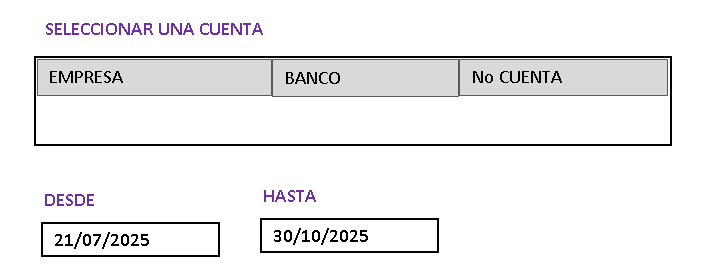 SELECCIONAR UNA CUENTA
EMPRESA BANCO No CUENTA
DESDE HASTA
21/07/2025 30/10/2025